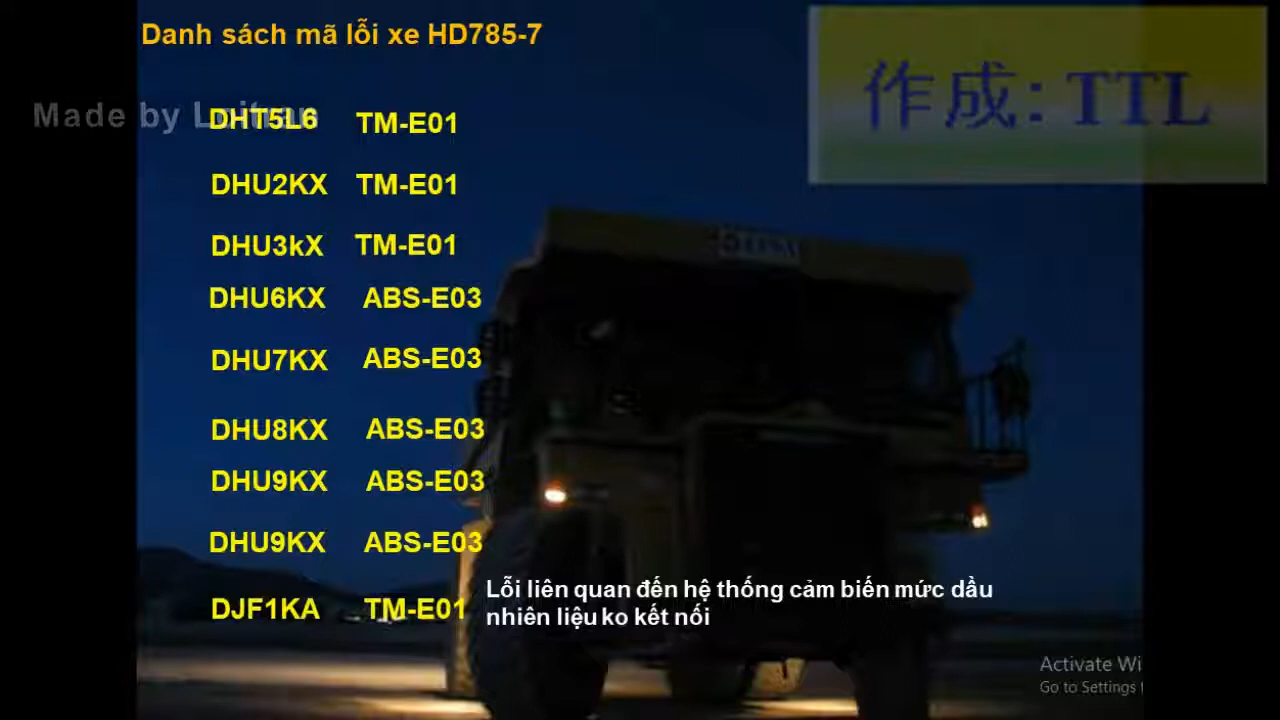 Danh sách mã lỗi xe HD785-7
作成: TTL
Made by
DHT5L6 TM-E01
DHU2KX TM-E01
DHU3kX TM-E01
DHU6KX ABS-E03
DHU7KX ABS-E03
DHU8KX ABS-E03
DHU9KX ABS-E03
DHU9KX ABS-E03
DJF1KA TM-E01
Lỗi liên quan đến hệ thống cảm biến mức dầu
nhiên liệu ko kết nối
Activate Wi
Go to Settings